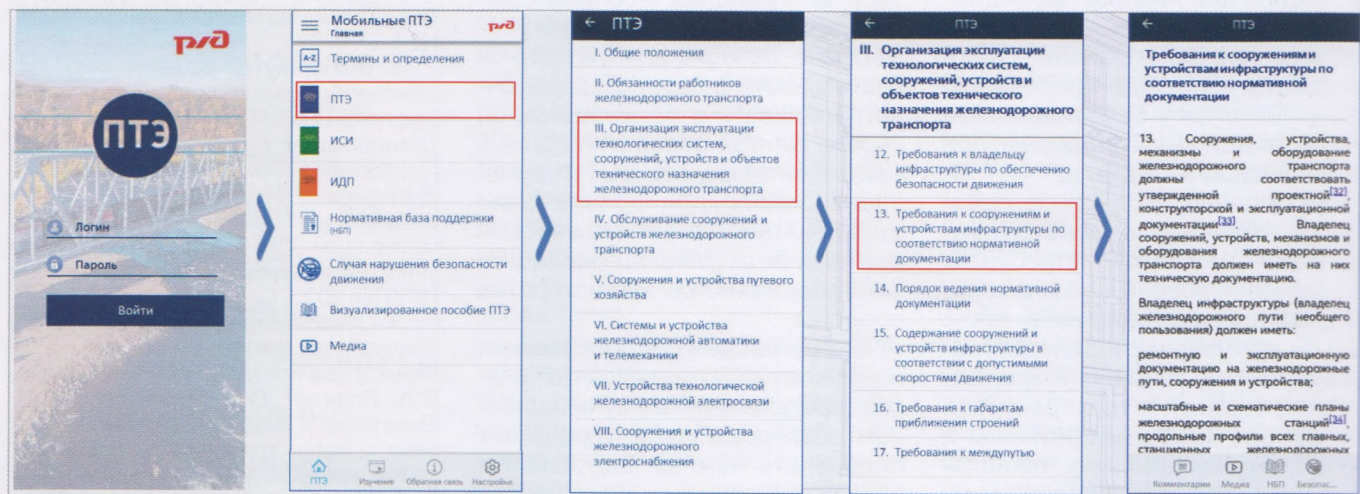 ржд
ПТЭ
Логин
Пароль
Войти
Мобильные ПТЭ
Главная
ржд
A-Z Термины и определения
ПТЭ
ИСИ
ИДП
Нормативная база поддержки
(НБП)
Случая нарушения безопасности
движения
Визуализированное пособие ПТЭ
Медиа
ПТЭ Изучение Обратная связь Настройки
← ПТЭ
I. Общие положения
II. Обязанности работников
железнодорожного транспорта
III. Организация эксплуатации
технологических систем,
сооружений, устройств и объектов
технического назначения
железнодорожного транспорта
IV. Обслуживание сооружений и
устройств железнодорожного
транспорта
V. Сооружения и устройства путевого
хозяйства
VI. Системы и устройства
железнодорожной автоматики
и телемеханики
VII. Устройства технологической
железнодорожной электросвязи
VIII. Сооружения и устройства
железнодорожного
электроснабжения
← ПТЭ
III. Организация эксплуатации
технологических систем,
сооружений, устройств и
объектов технического
назначения железнодорожного
транспорта
12. Требования к владельцу
инфраструктуры по обеспечению
безопасности движения
13. Требования к сооружениям и
устройствам инфраструктуры по
соответствию нормативной
документации
14. Порядок ведения нормативной
документации
15. Содержание сооружений и
устройств инфраструктуры в
соответствии с допустимыми
скоростями движения
16. Требования к габаритам
приближения строений
17. Требования к междупутью
← ПТЭ
Требования к сооружениям и
устройствам инфраструктуры по
соответствию нормативной
документации
13. Сооружения, устройства,
механизмы и оборудование
железнодорожного транспорта
должны соответствовать
утвержденной проектной[32],
конструкторской и эксплуатационной
документации[33]. Владелец
сооружений, устройств, механизмов и
оборудования железнодорожного
транспорта должен иметь на них
техническую документацию.
Владелец инфраструктуры (владелец
железнодорожного пути необщего
пользования) должен иметь:
ремонтную и эксплуатационную
документацию на железнодорожные
пути, сооружения и устройства;
масштабные и схематические планы
железнодорожных станций[34],
продольные профили всех главных,
станционных железнодорожных
Комментарии Медиа НБП Безопас...